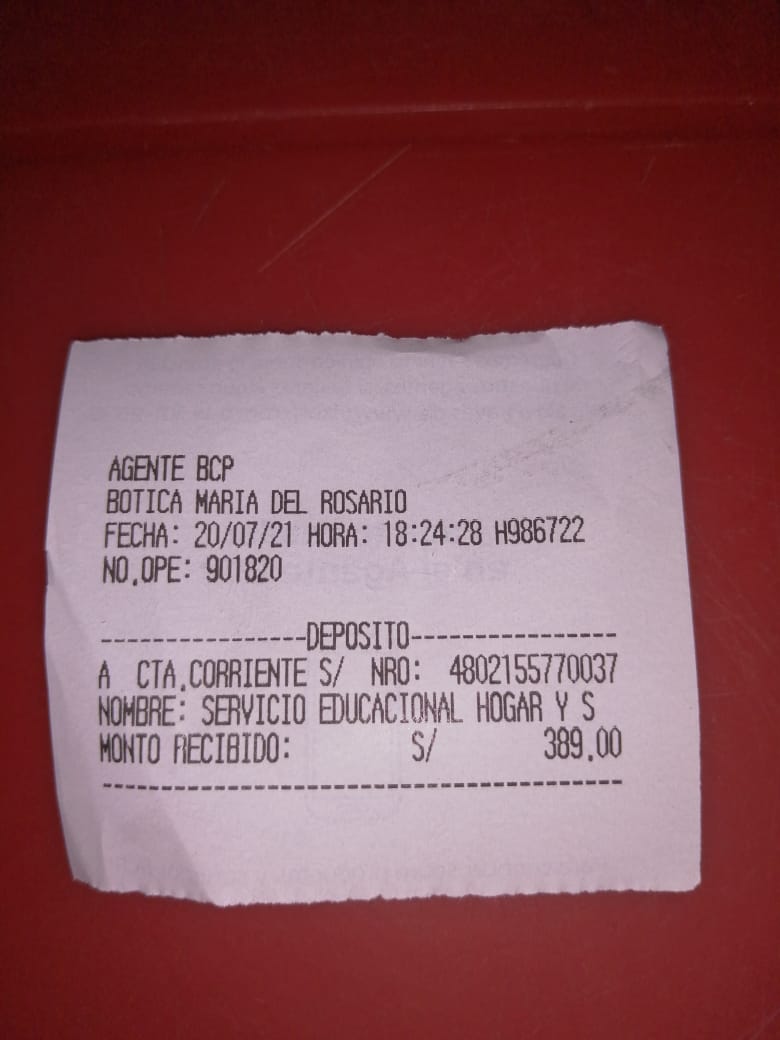 AGENTE BCP
BOTICA MARIA DEL ROSARIO
FECHA: 20/07/21 HORA: 18:24:28 H986722
NO.OPE: 901820
----------------DEPOSITO----------------
A CTA.CORRIENTE S/ NRO: 4802155770037
NOMBRE: SERVICIO EDUCACIONAL HOGAR Y S
MONTO RECIBIDO: S/ 389.00
----------------------------------------